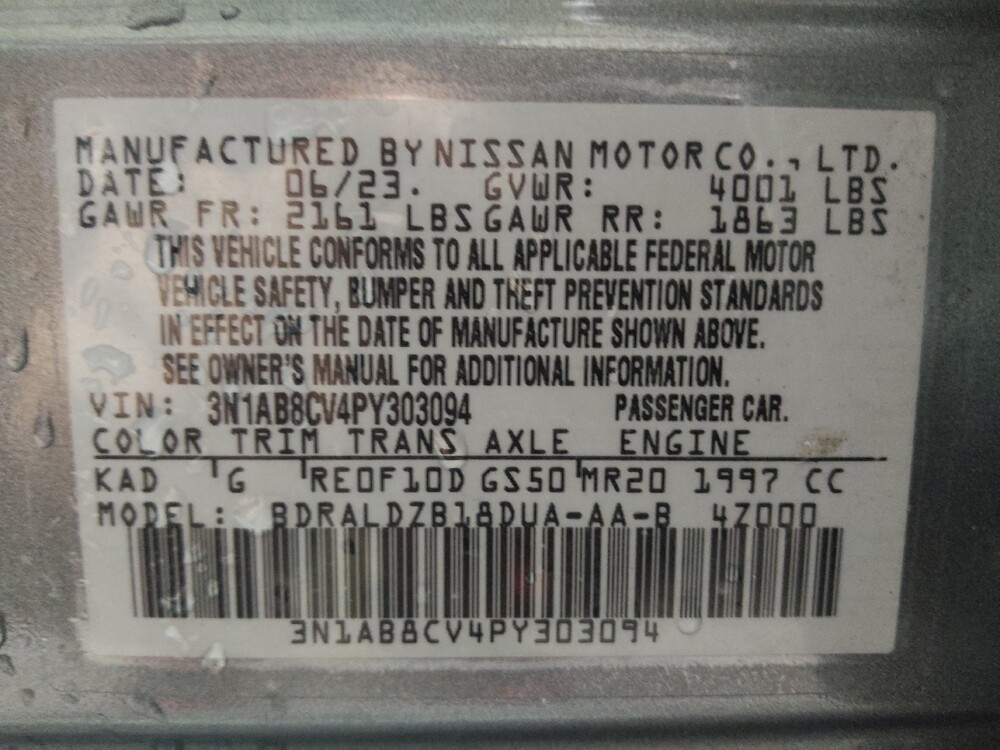 MANUFACTURED BY NISSAN MOTOR CO., LTD.
DATE: 06/23. GVWR: 4001 LBS
GAWR FR: 2161 LBS GAWR RR: 1863 LBS
THIS VEHICLE CONFORMS TO ALL APPLICABLE FEDERAL MOTOR
VEHICLE SAFETY, BUMPER AND THEFT PREVENTION STANDARDS
IN EFFECT ON THE DATE OF MANUFACTURE SHOWN ABOVE.
SEE OWNER'S MANUAL FOR ADDITIONAL INFORMATION.
VIN: 3N1AB8CV4PY303094 PASSENGER CAR.
COLOR TRIM TRANS AXLE ENGINE
KAD G RE0F10D GS50 MR20 1997 CC
MODEL: BDRALDZB18DUA-AA-B 4Z000
3N1AB8CV4PY303094